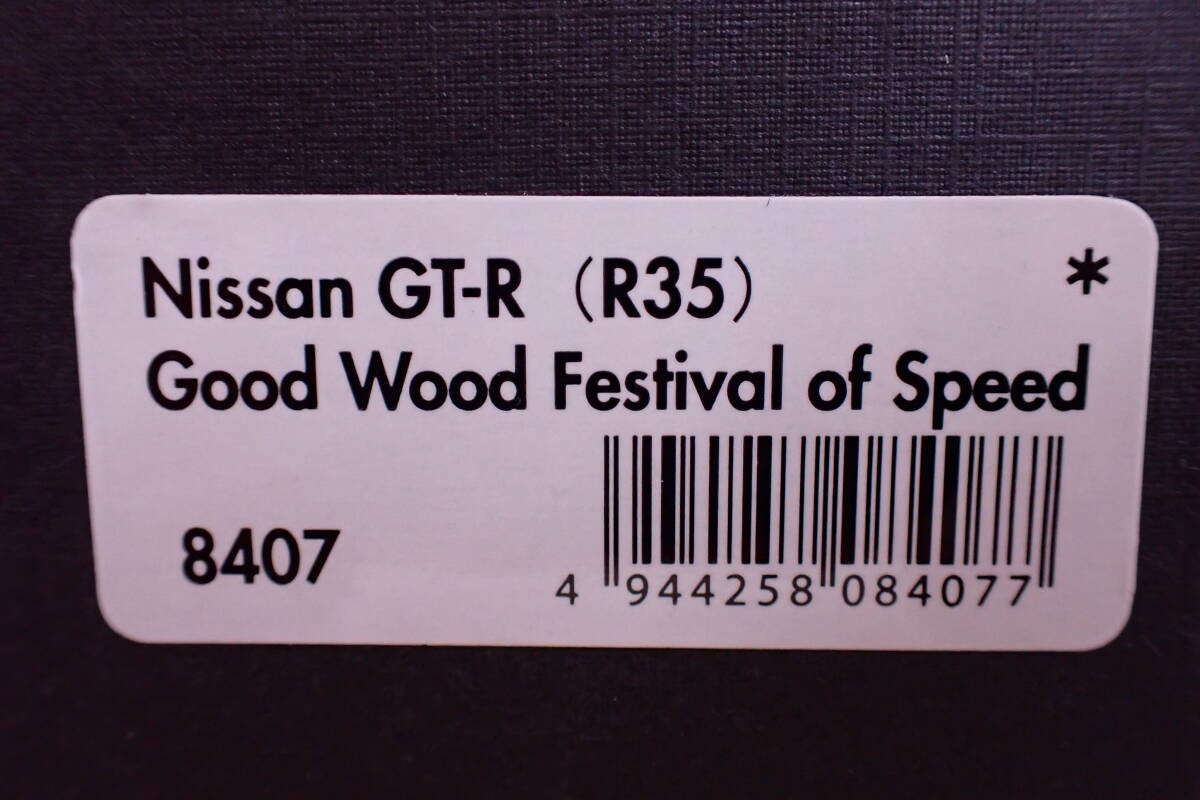 Nissan GT-R（R35） *
Good Wood Festival of Speed
8407
4 944258 084077